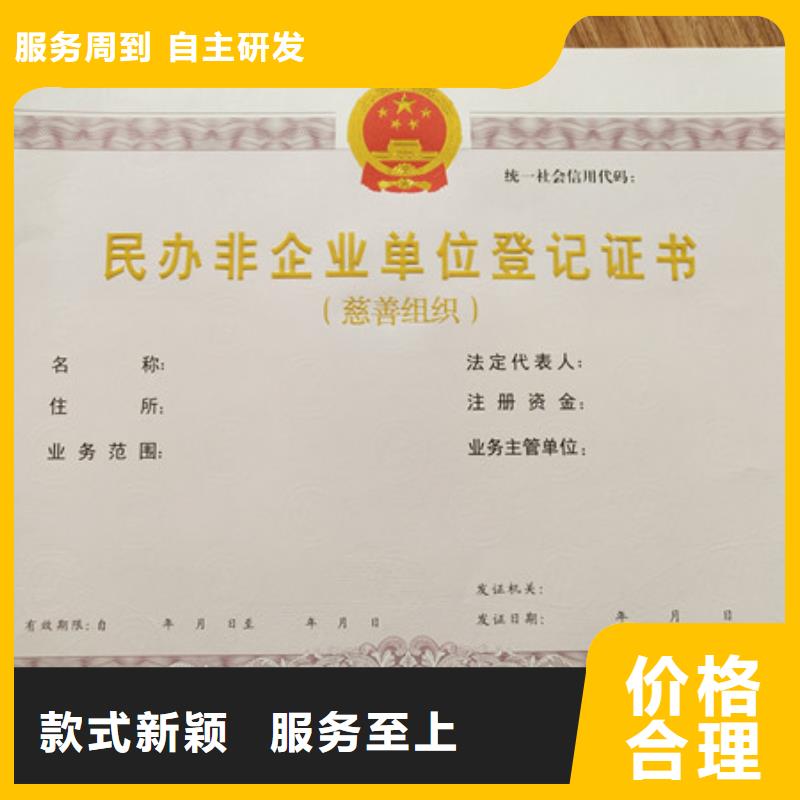 服务周到 自主研发
统一社会信用代码：
民办非企业单位登记证书
（慈善组织）
名 称：
法定代表人：
住 所：
注册资金：
业务范围：
业务主管单位：
发证机关：
有效期限：自 年 月 日至 年 月 日
发证日期： 年 月 日
款式新颖 服务至上
价格
合理